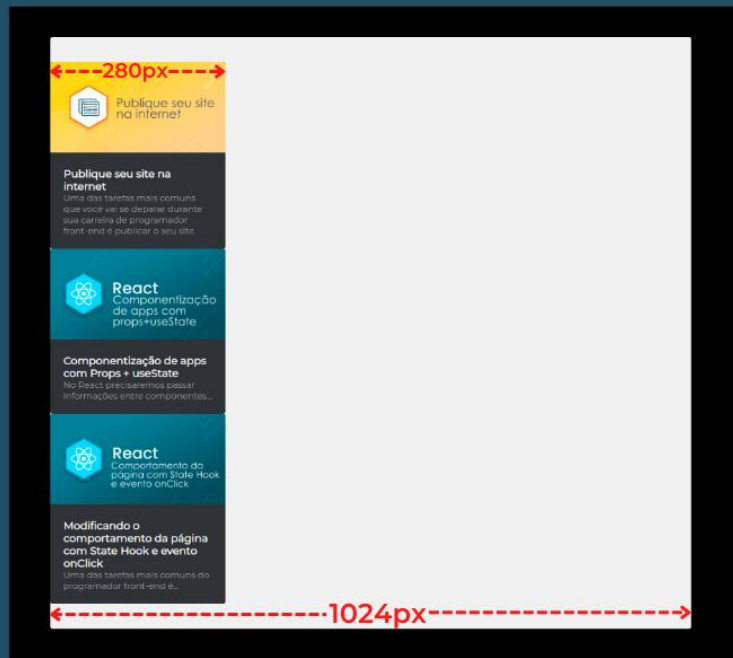 280px
Publique seu site
na internet
Publique seu site na
internet
Uma das tarefas mais comuns
que você vai se deparar durante
sua carreira de programador
front-end é publicar o seu site.
React
Componentização
de apps com
props+useState
Componentização de apps
com Props + useState
No React precisaremos passar
informações entre componentes...
React
Comportamento da
página com State Hook
e evento onClick
Modificando o
comportamento da página
com State Hook e evento
onClick
Uma das tarefas mais comuns do
programador front-end é...
1024px